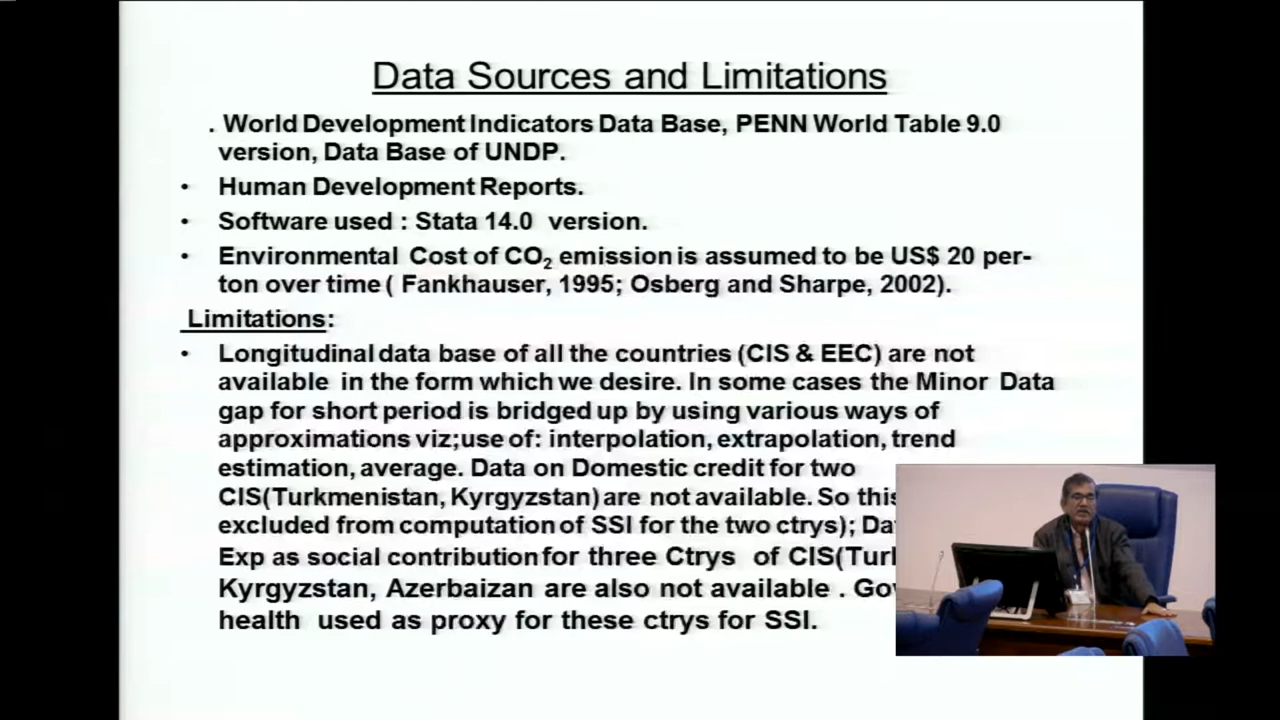 Data Sources and Limitations
. World Development Indicators Data Base, PENN World Table 9.0
version, Data Base of UNDP.
• Human Development Reports.
• Software used : Stata 14.0 version.
• Environmental Cost of CO₂ emission is assumed to be US$ 20 per-
ton over time ( Fankhauser, 1995; Osberg and Sharpe, 2002).
Limitations:
• Longitudinal data base of all the countries (CIS & EEC) are not
available in the form which we desire. In some cases the Minor Data
gap for short period is bridged up by using various ways of
approximations viz;use of: interpolation, extrapolation, trend
estimation, average. Data on Domestic credit for two
CIS(Turkmenistan, Kyrgyzstan) are not available. So this
excluded from computation of SSI for the two ctrys);
Exp as social contribution for three Ctrys of
Kyrgyzstan, Azerbaizan are also not available .
health used as proxy for these ctrys for SSI.